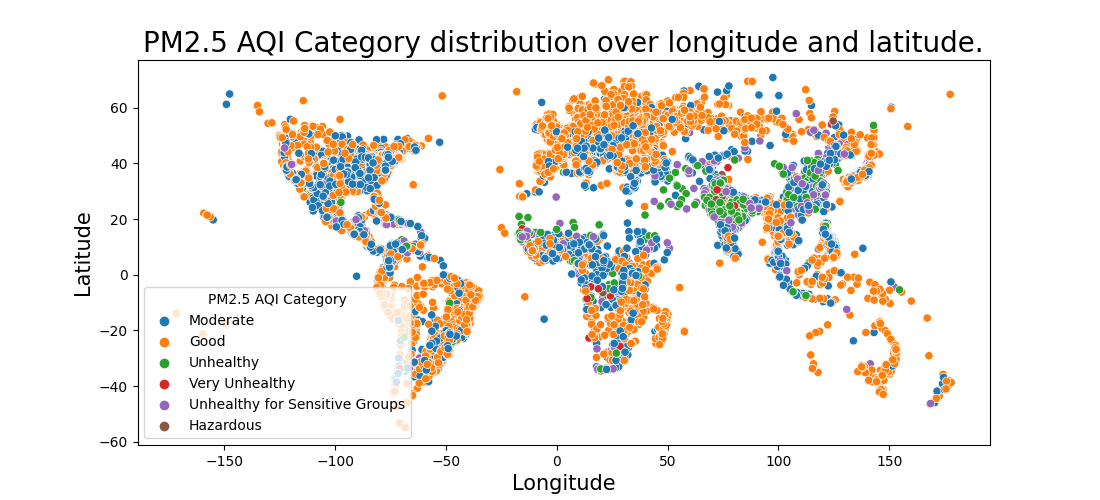 PM2.5 AQI Category distribution over longitude and latitude.
Latitude
60
40
20
0
−20
−40
−60
PM2.5 AQI Category
Moderate
Good
Unhealthy
Very Unhealthy
Unhealthy for Sensitive Groups
Hazardous
−150 −100 −50 0 50 100 150
Longitude